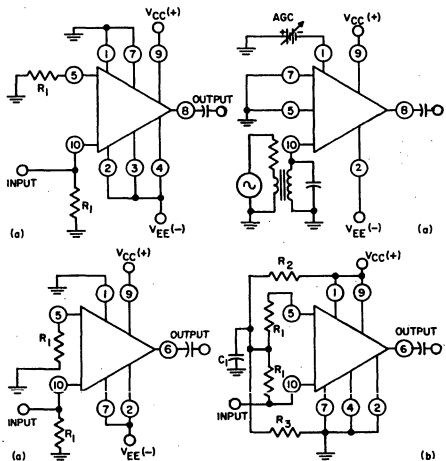 VCC(+)
1
7
9
5
R1
8
OUTPUT
10
2
3
4
INPUT
R1
VEE(-)
(a)
AGC
VCC(+)
+
-
1
9
7
5
8
10
2
VEE(-)
(a)
VCC(+)
1
9
5
R1
OUTPUT
6
10
INPUT
R1
7
2
VEE(-)
(a)
R2
VCC(+)
1
9
5
R1
C1
OUTPUT
6
R1
10
INPUT
R3
7
4
2
(b)